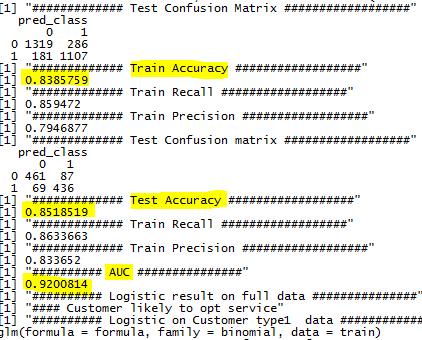 [1] "############# Test Confusion Matrix ##################"
pred_class
0 1
0 1319 286
1 181 1107
[1] "############# Train Accuracy ##################"
[1] 0.8385759
[1] "############# Train Recall ##################"
[1] 0.859472
[1] "############# Train Precision ##################"
[1] 0.7946877
[1] "############# Test Confusion matrix ##################"
pred_class
0 1
0 461 87
1 69 436
[1] "############# Test Accuracy ##################"
[1] 0.8518519
[1] "############# Train Recall ##################"
[1] 0.8633663
[1] "############# Train Precision ##################"
[1] 0.833652
[1] "########## AUC ###############"
[1] 0.9200814
[1] "########## Logistic result on full data ###############"
[1] "#### Customer likely to opt service"
[1] "########## Logistic on Customer type1 data ############
glm(formula = formula, family = binomial, data = train)